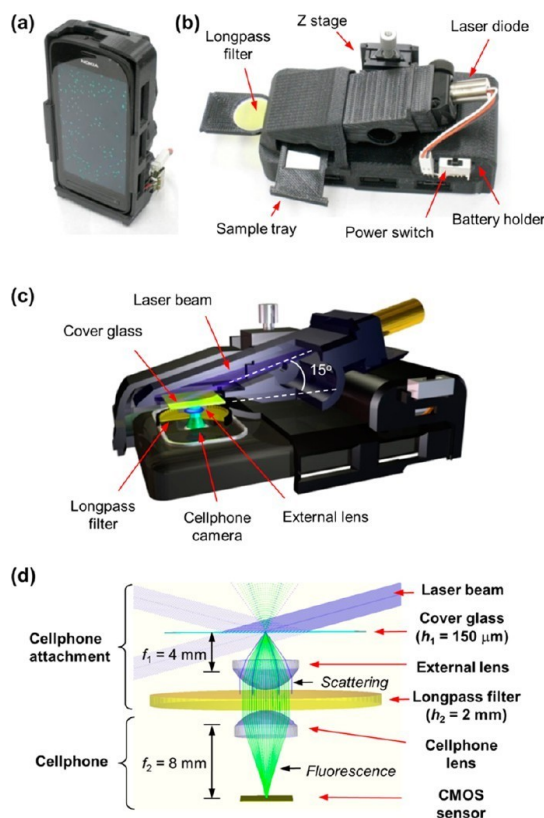 (a)
NOKIA
(b)
Longpass
filter
Z stage
Laser diode
Sample tray
Power switch
Battery holder
(c)
Laser beam
Cover glass
15°
Longpass
filter
Cellphone
camera
External lens
(d)
Cellphone
attachment
f₁ = 4 mm
Laser beam
Cover glass
(h₁ = 150 μm)
External lens
Scattering
Longpass filter
(h₂ = 2 mm)
Cellphone
f₂ = 8 mm
Cellphone
lens
Fluorescence
CMOS
sensor